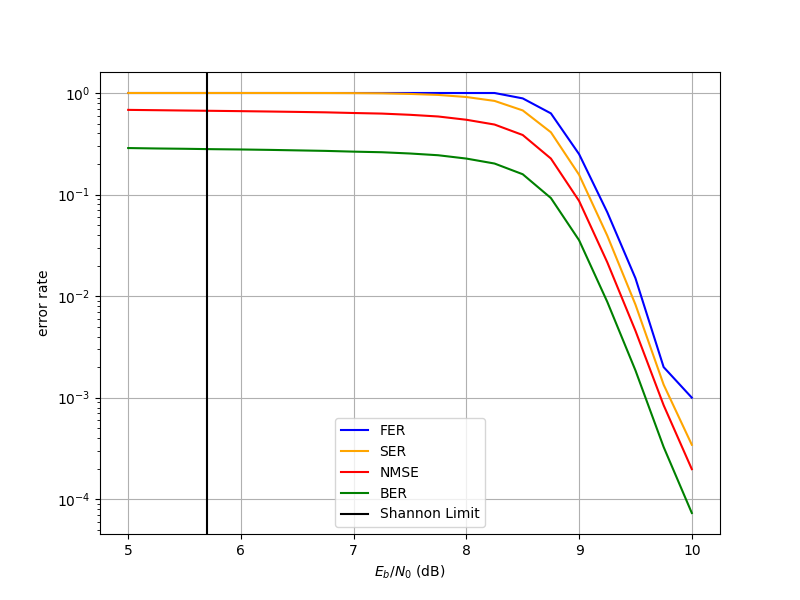 10⁰
10⁻¹
10⁻²
10⁻³
10⁻⁴
error rate
FER
SER
NMSE
BER
Shannon Limit
5 6 7 8 9 10
E_b/N_0 (dB)